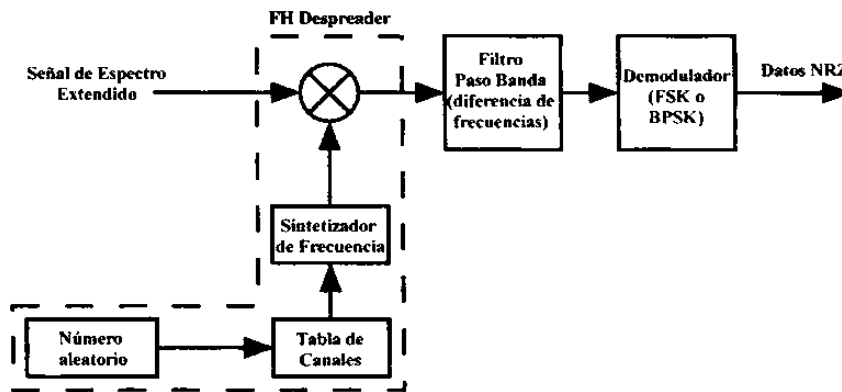 FH Despreader
Señal de Espectro
Extendido
Filtro
Paso Banda
(diferencia de
frecuencias)
Demodulador
(FSK o
BPSK)
Datos NRZ
Sintetizador
de Frecuencia
Número
aleatorio
Tabla de
Canales